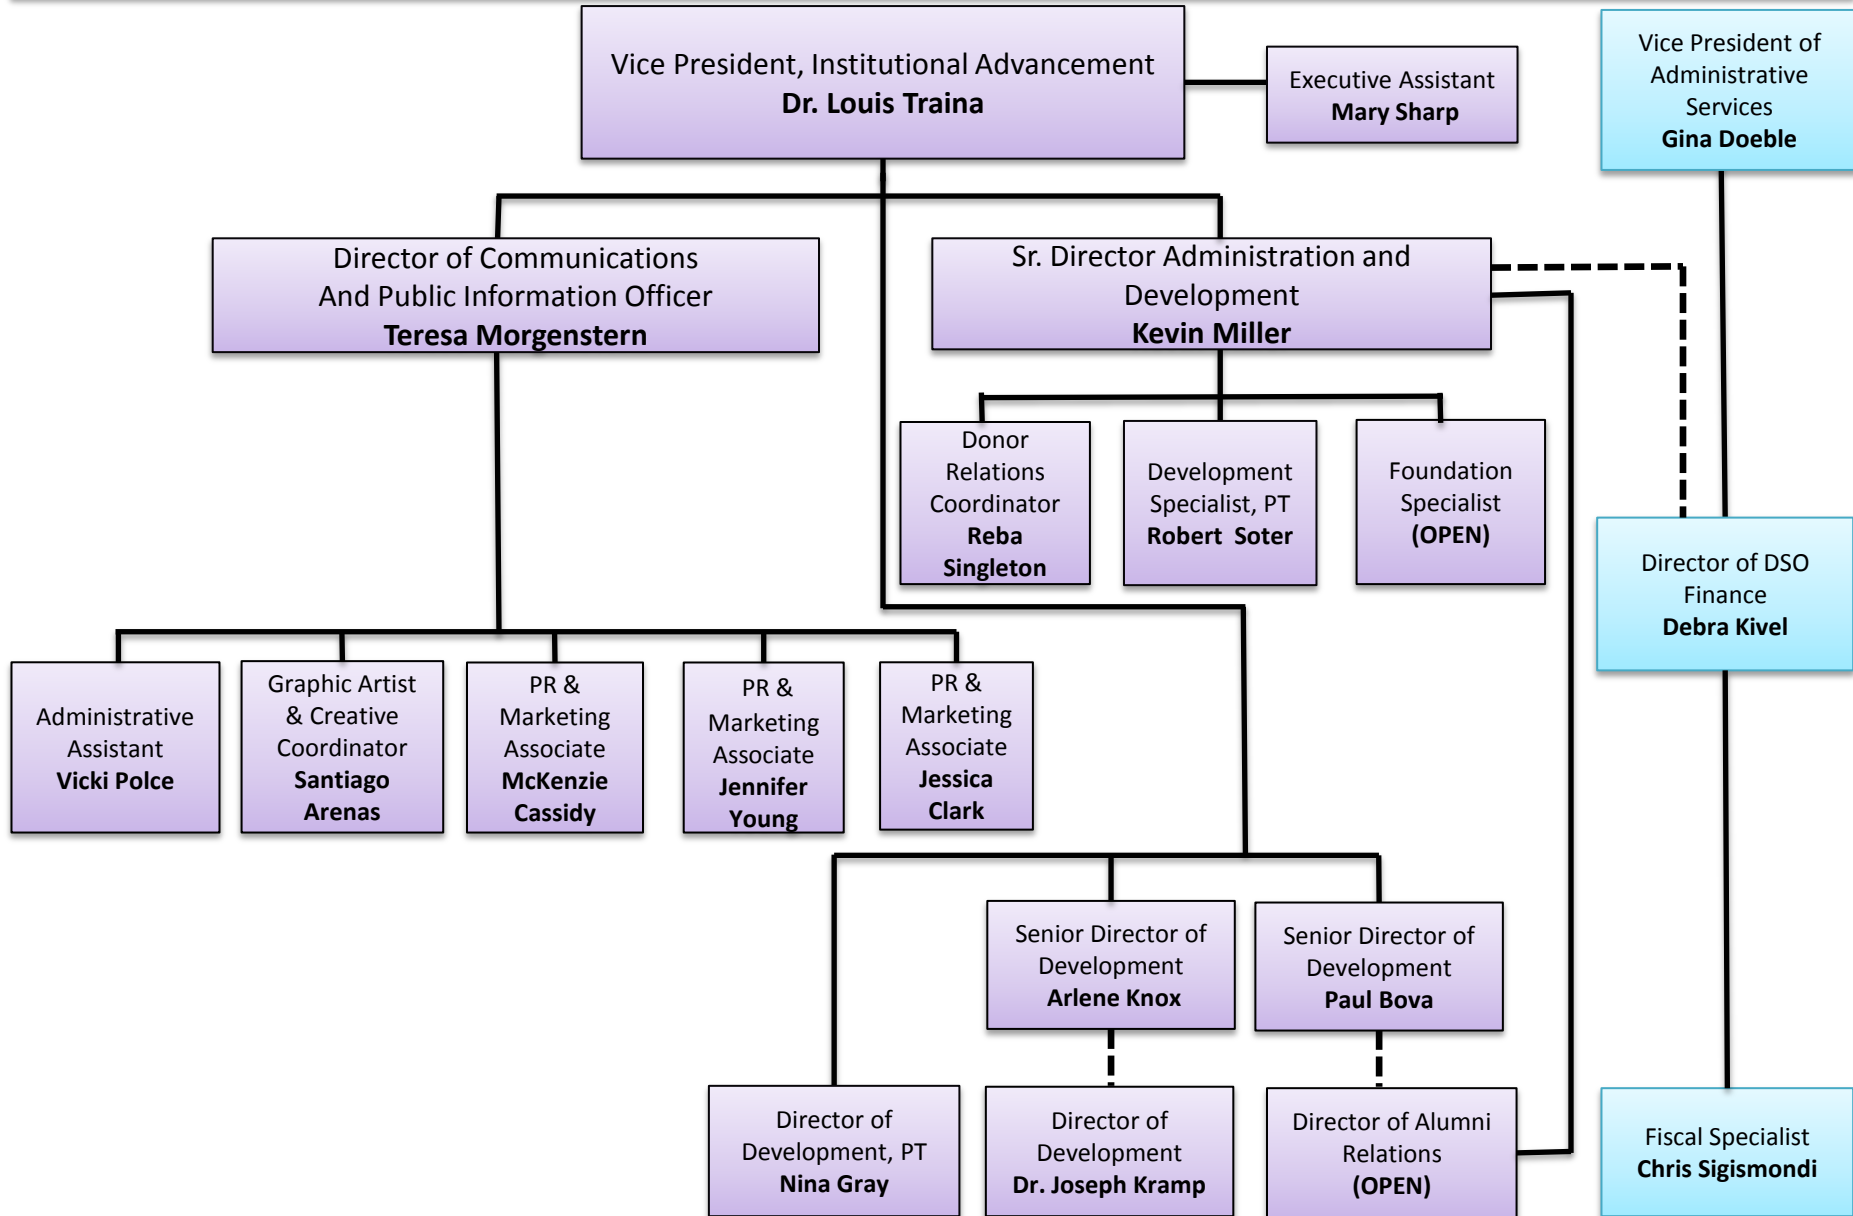 Vice President, Institutional Advancement
Dr. Louis Traina
Executive Assistant
Mary Sharp
Vice President of
Administrative
Services
Gina Doeble
Director of Communications
And Public Information Officer
Teresa Morgenstern
Sr. Director Administration and
Development
Kevin Miller
Donor
Relations
Coordinator
Reba
Singleton
Development
Specialist, PT
Robert Soter
Foundation
Specialist
(OPEN)
Director of DSO
Finance
Debra Kivel
Administrative
Assistant
Vicki Polce
Graphic Artist
& Creative
Coordinator
Santiago
Arenas
PR &
Marketing
Associate
McKenzie
Cassidy
PR &
Marketing
Associate
Jennifer
Young
PR &
Marketing
Associate
Jessica
Clark
Senior Director of
Development
Arlene Knox
Senior Director of
Development
Paul Bova
Director of
Development, PT
Nina Gray
Director of
Development
Dr. Joseph Kramp
Director of Alumni
Relations
(OPEN)
Fiscal Specialist
Chris Sigismondi